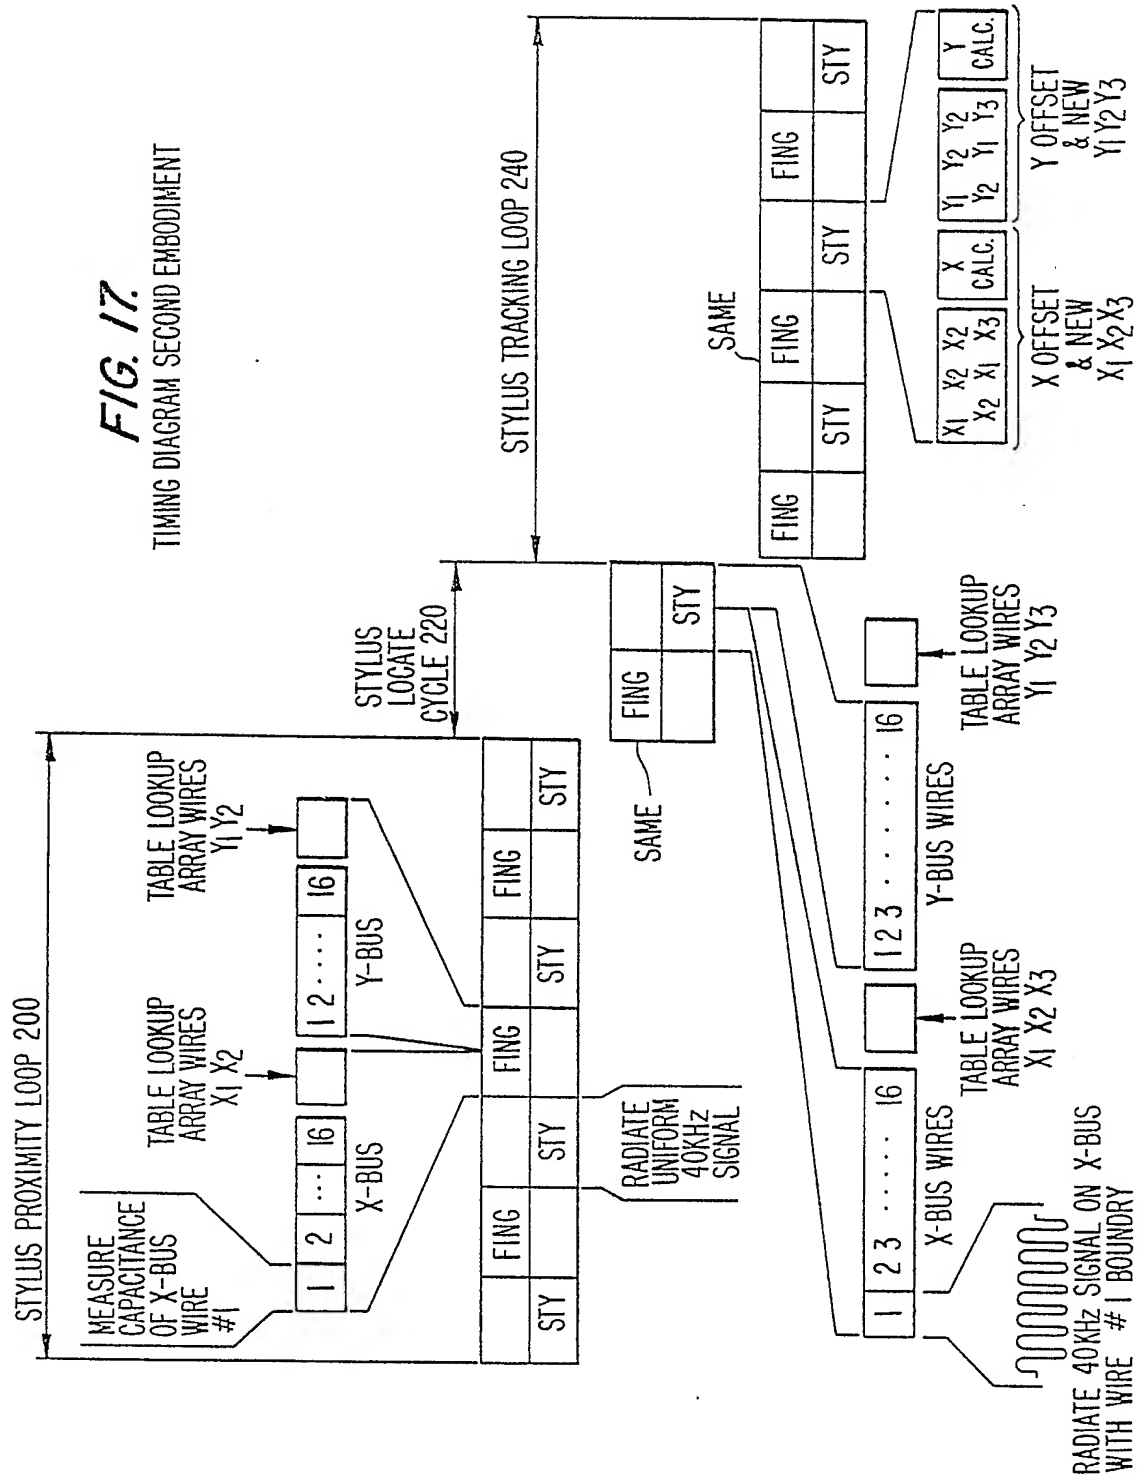 FIG. 17.
TIMING DIAGRAM SECOND EMBODIMENT
STYLUS PROXIMITY LOOP 200
MEASURE
CAPACITANCE
OF X-BUS
WIRE
#1
TABLE LOOKUP
ARRAY WIRES
X1 X2
TABLE LOOKUP
ARRAY WIRES
Y1 Y2
1 2 ... 16
X-BUS
1 2 .... 16
Y-BUS
FING FING FING
STY STY STY STY
RADIATE
UNIFORM
40KHZ
SIGNAL
STYLUS
LOCATE
CYCLE 220
FING
STY
SAME
1 2 3 ..... 16
X-BUS WIRES
TABLE LOOKUP
ARRAY WIRES
X1 X2 X3
1 2 3 ........ 16
Y-BUS WIRES
TABLE LOOKUP
ARRAY WIRES
Y1 Y2 Y3
RADIATE 40KHz SIGNAL ON X-BUS
WITH WIRE #1 BOUNDRY
STYLUS TRACKING LOOP 240
SAME
FING FING FING
STY STY STY
X1 X2 X2
X2 X1 X3
X
CALC.
Y1 Y2 Y2
Y2 Y1 Y3
Y
CALC.
X OFFSET
& NEW
X1 X2 X3
Y OFFSET
& NEW
Y1 Y2 Y3